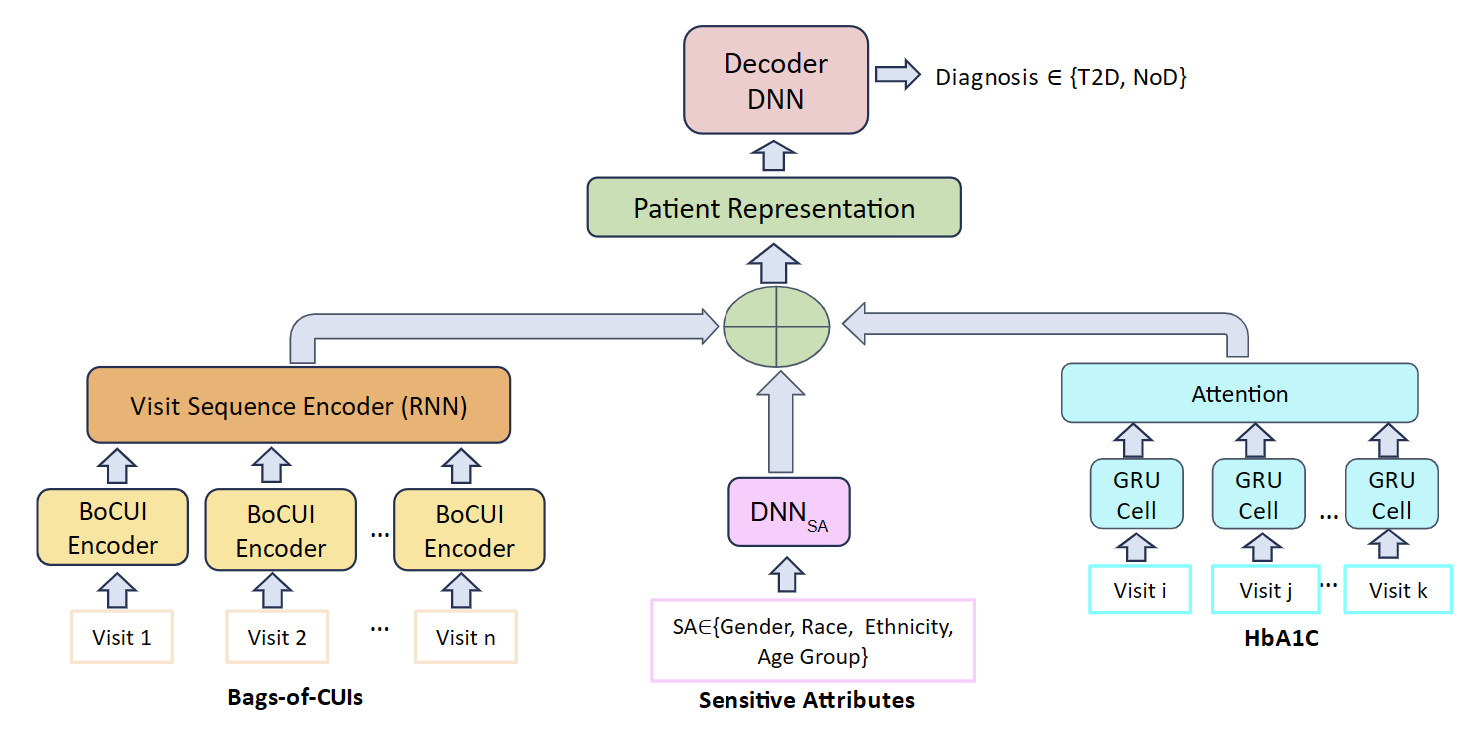 Decoder
DNN
Diagnosis ∈ {T2D, NoD}
Patient Representation
Visit Sequence Encoder (RNN)
Attention
BoCUI
Encoder
BoCUI
Encoder
...
BoCUI
Encoder
DNN_SA
GRU
Cell
GRU
Cell
...
GRU
Cell
Visit 1
Visit 2
...
Visit n
SA∈{Gender, Race, Ethnicity,
Age Group}
Visit i
Visit j
...
Visit k
Bags-of-CUIs
Sensitive Attributes
HbA1C